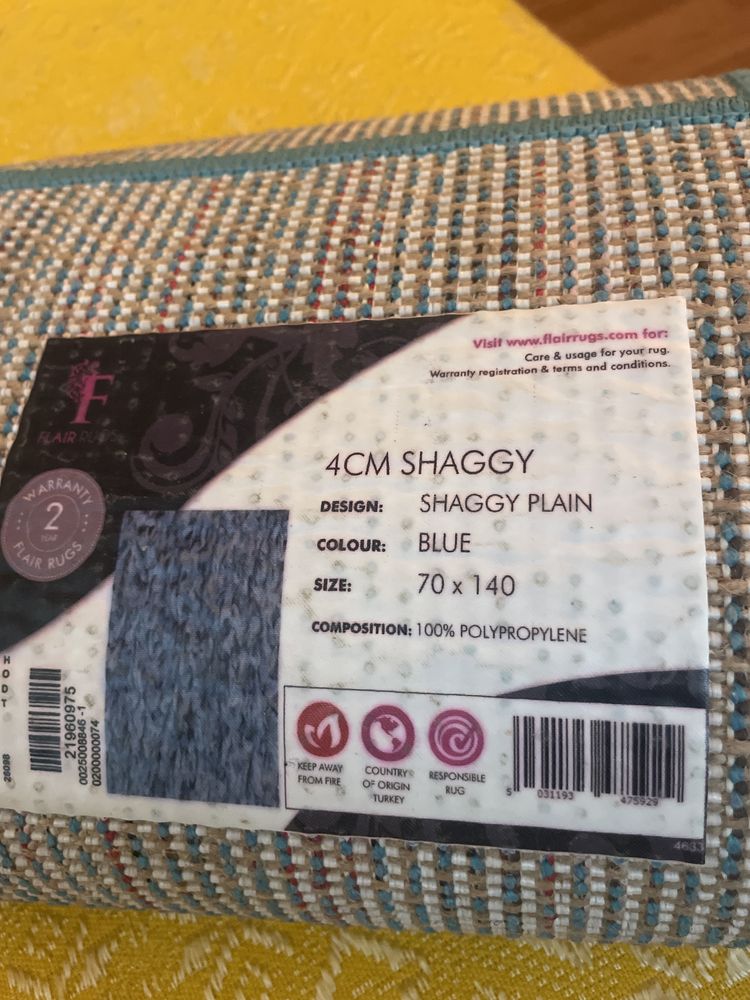 Visit www.flairrugs.com for:
Care & usage for your rug.
Warranty registration & terms and conditions.
F
FLAIR RUGS
WARRANTY
2
YEAR
FLAIR RUGS
4CM SHAGGY
DESIGN: SHAGGY PLAIN
COLOUR: BLUE
SIZE: 70 x 140
COMPOSITION: 100% POLYPROPYLENE
HODT
26098
21960975
0025008846-1
0200000074
KEEP AWAY
FROM FIRE
COUNTRY
OF ORIGIN
TURKEY
RESPONSIBLE
RUG
5 031193 475929